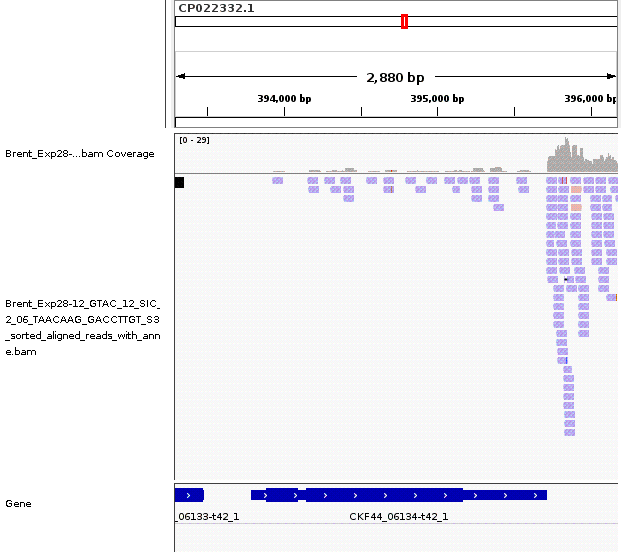 CP022332.1
2,880 bp
394,000 bp 395,000 bp 396,000 bp
[0 - 29]
Brent_Exp28-...bam Coverage
Brent_Exp28-12_GTAC_12_SIC_
2_06_TAACAAG_GACCTTGT_S3
_sorted_aligned_reads_with_ann
e.bam
Gene
_06133-t42_1 CKF44_06134-t42_1